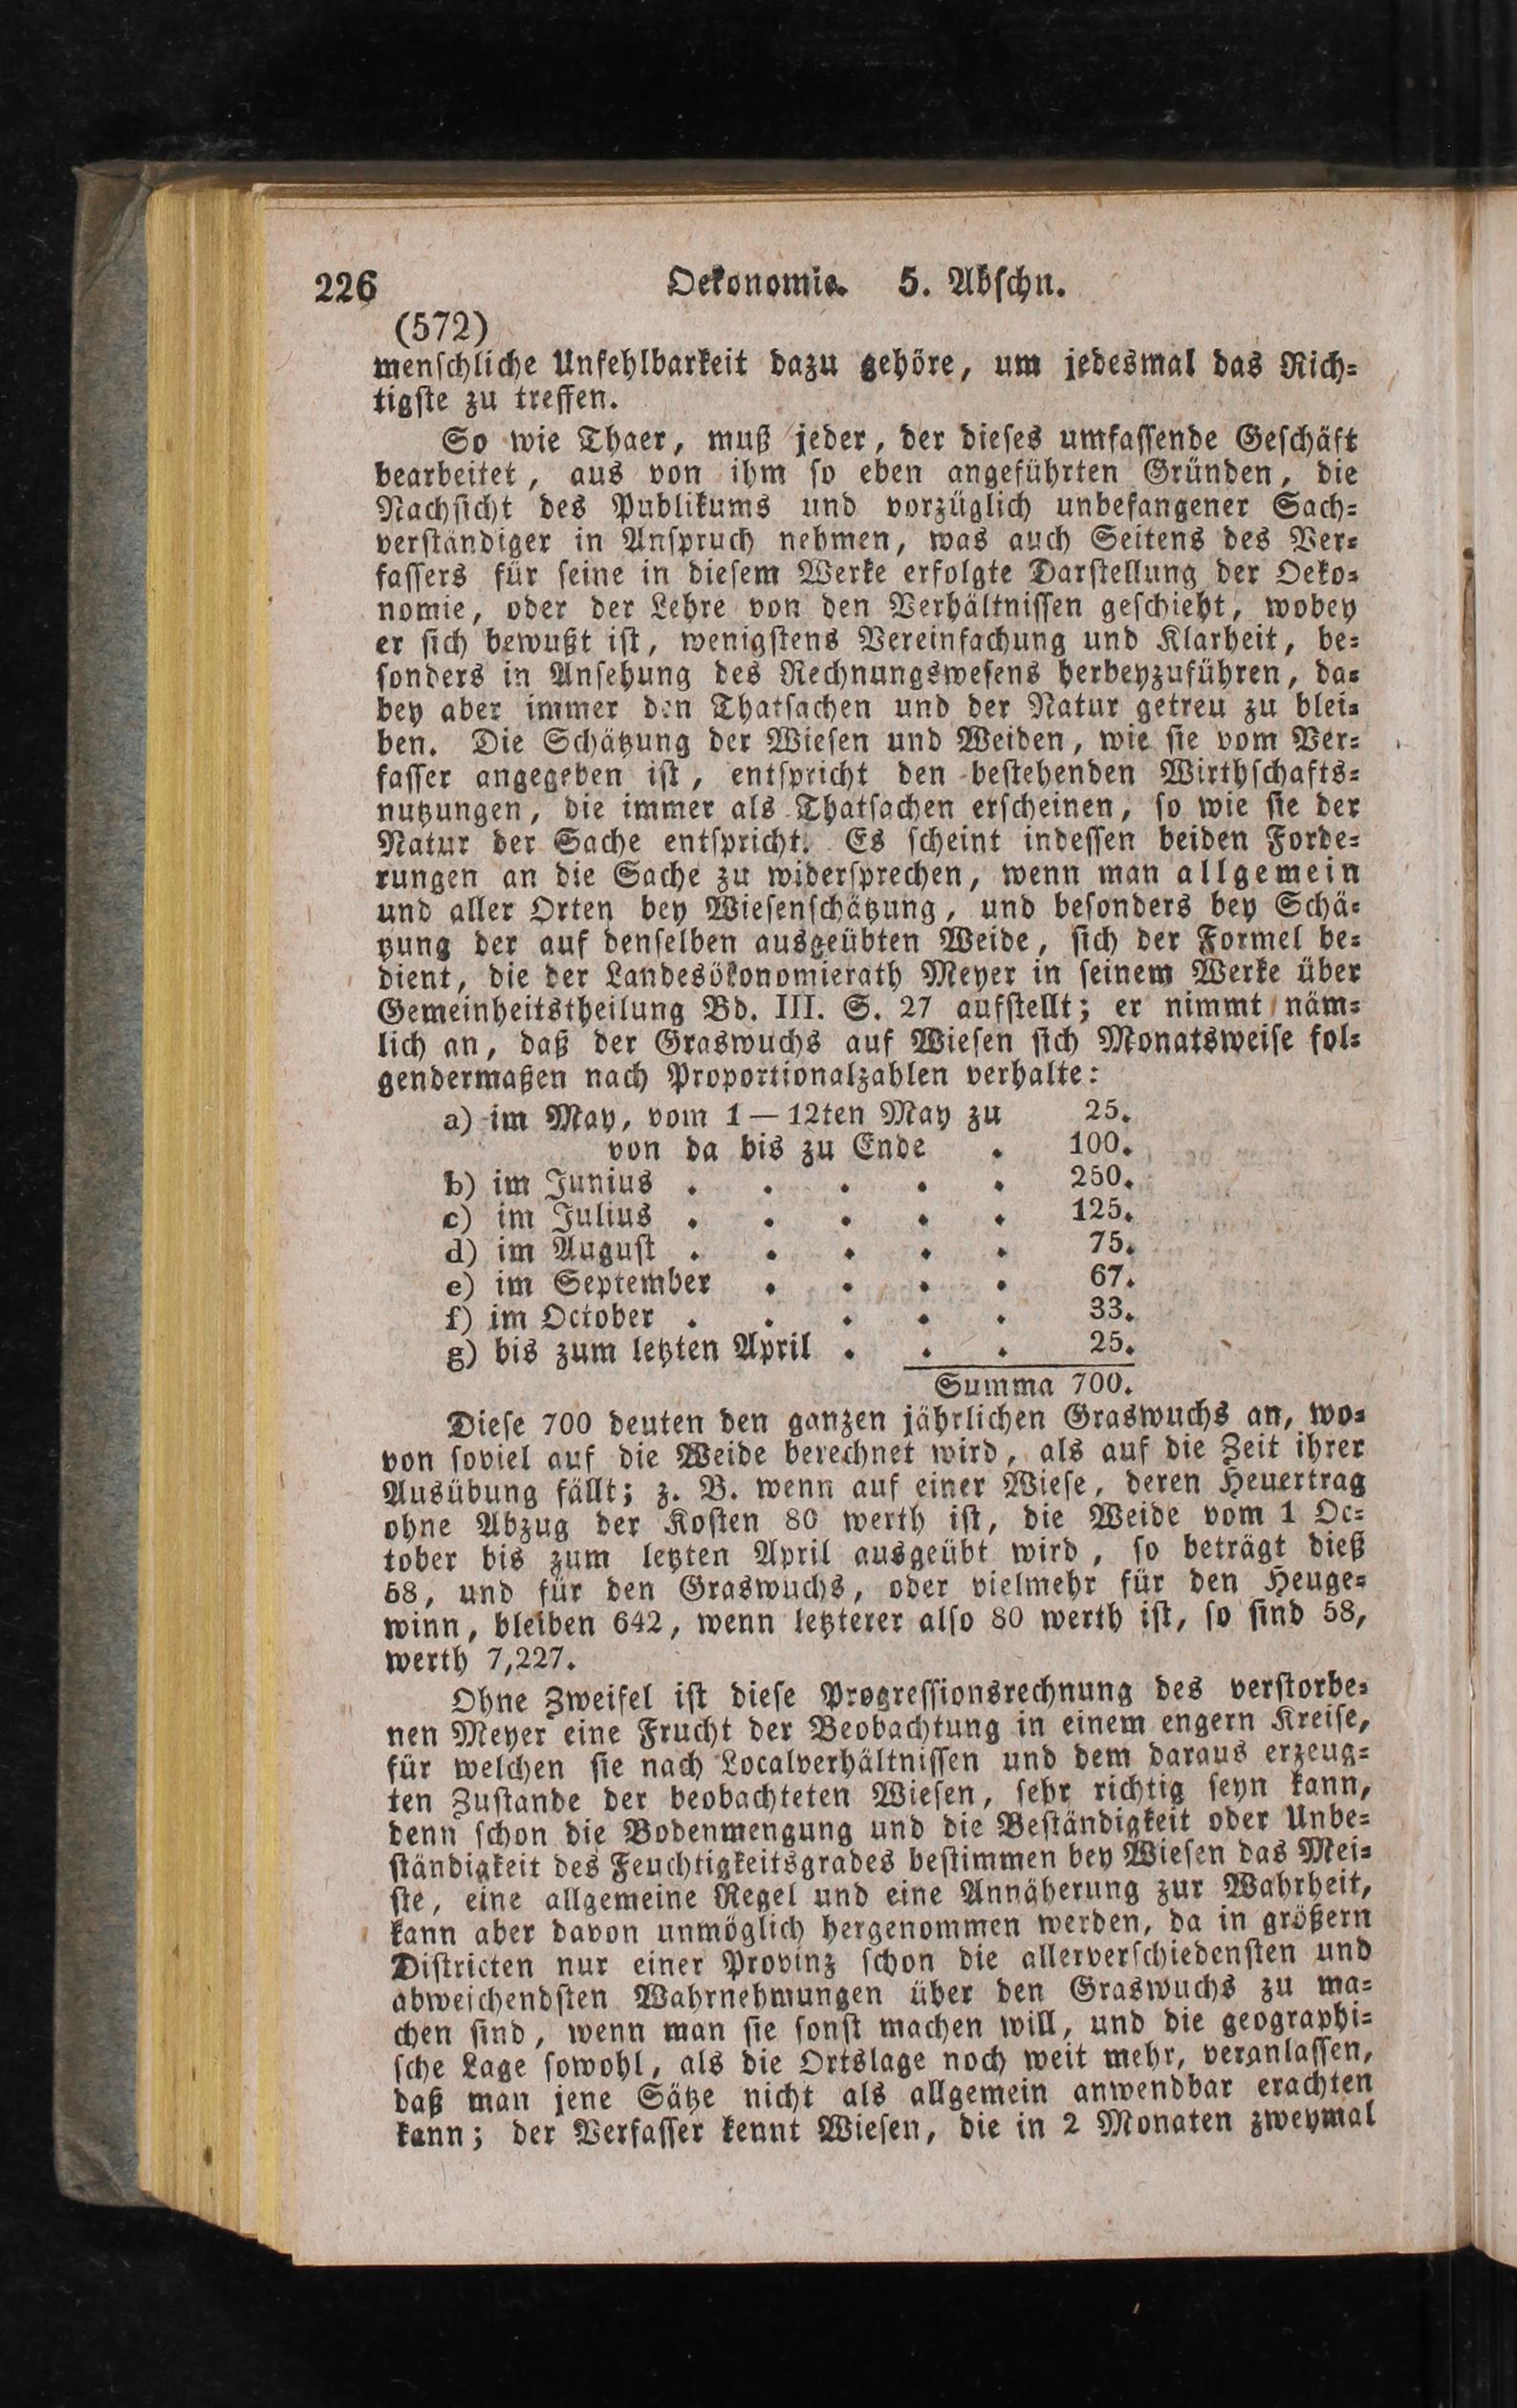 226 Oekonomie. 5. Abschn.
(572)
menschliche Unfehlbarkeit dazu gehöre, um jedesmal das Rich-
tigste zu treffen.
So wie Thaer, muß jeder, der dieses umfassende Geschäft
bearbeitet, aus von ihm so eben angeführten Gründen, die
Nachsicht des Publikums und vorzüglich unbefangener Sach-
verständiger in Anspruch nehmen, was auch Seitens des Ver-
fassers für seine in diesem Werke erfolgte Darstellung der Oeko-
nomie, oder der Lehre von den Verhältnissen geschieht, wobey
er sich bewußt ist, wenigstens Vereinfachung und Klarheit, be-
sonders in Ansehung des Rechnungswesens herbeyzuführen, da-
bey aber immer den Thatsachen und der Natur getreu zu blei-
ben. Die Schätzung der Wiesen und Weiden, wie sie vom Ver-
fasser angegeben ist, entspricht den bestehenden Wirthschafts-
nutzungen, die immer als Thatsachen erscheinen, so wie sie der
Natur der Sache entspricht. Es scheint indessen beiden Forde-
rungen an die Sache zu widersprechen, wenn man allgemein
und aller Orten bey Wiesenschätzung, und besonders bey Schä-
tzung der auf denselben ausgeübten Weide, sich der Formel be-
dient, die der Landesökonomierath Meyer in seinem Werke über
Gemeinheitstheilung Bd. III. S. 27 aufstellt; er nimmt näm-
lich an, daß der Graswuchs auf Wiesen sich Monatsweise fol-
gendermaßen nach Proportionalzahlen verhalte:
a) im May, vom 1 — 12ten May zu 25.
von da bis zu Ende . 100.
b) im Junius . . . . . 250.
c) im Julius . . . . . 125.
d) im August . . . . . 75.
e) im September . . . . 67.
f) im October . . . . . 33.
g) bis zum letzten April . . . 25.
Summa 700.
Diese 700 deuten den ganzen jährlichen Graswuchs an, wo-
von soviel auf die Weide berechnet wird, als auf die Zeit ihrer
Ausübung fällt; z. B. wenn auf einer Wiese, deren Heuertrag
ohne Abzug der Kosten 80 werth ist, die Weide vom 1 Oc-
tober bis zum letzten April ausgeübt wird, so beträgt dieß
58, und für den Graswuchs, oder vielmehr für den Heuge-
winn, bleiben 642, wenn letzterer also 80 werth ist, so sind 58,
werth 7,227.
Ohne Zweifel ist diese Progressionsrechnung des verstorbe-
nen Meyer eine Frucht der Beobachtung in einem engern Kreise,
für welchen sie nach Localverhältnissen und dem daraus erzeug-
ten Zustande der beobachteten Wiesen, sehr richtig seyn kann,
denn schon die Bodenmengung und die Beständigkeit oder Unbe-
ständigkeit des Feuchtigkeitsgrades bestimmen bey Wiesen das Mei-
ste, eine allgemeine Regel und eine Annäherung zur Wahrheit,
kann aber davon unmöglich hergenommen werden, da in größern
Districten nur einer Provinz schon die allerverschiedensten und
abweichendsten Wahrnehmungen über den Graswuchs zu ma-
chen sind, wenn man sie sonst machen will, und die geographi-
sche Lage sowohl, als die Ortslage noch weit mehr, veranlassen,
daß man jene Sätze nicht als allgemein anwendbar erachten
kann; der Verfasser kennt Wiesen, die in 2 Monaten zweymal